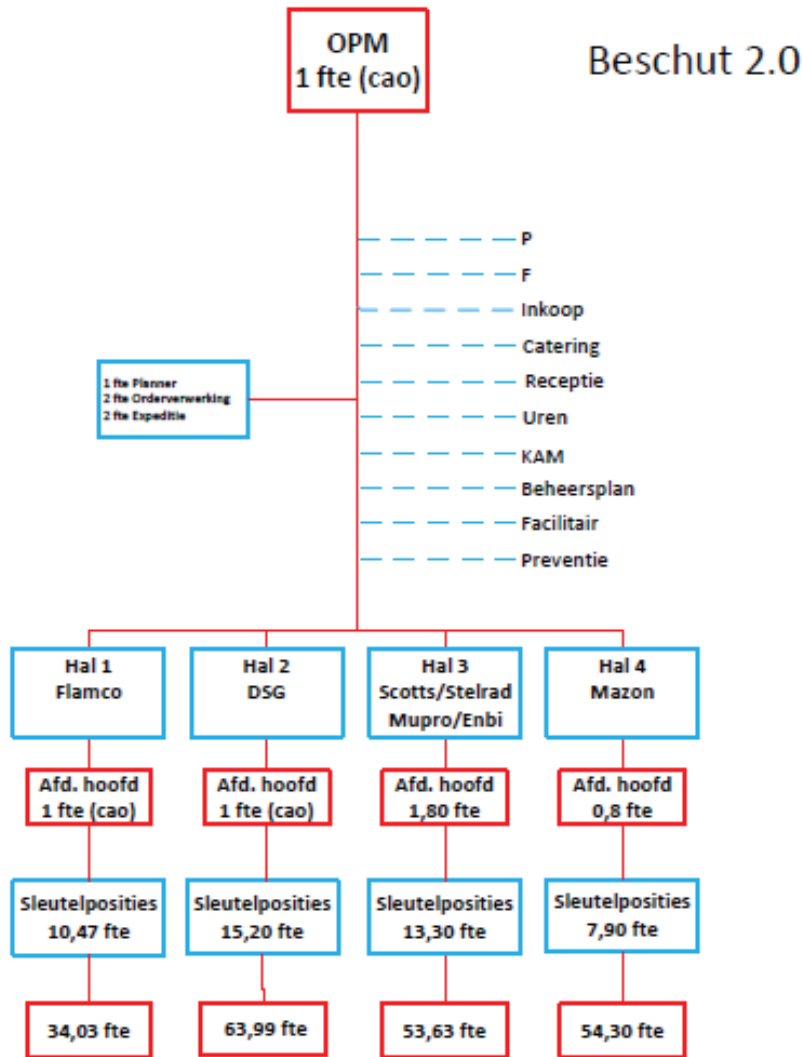 OPM
1 fte (cao)
Beschut 2.0
P
F
Inkoop
Catering
Receptie
Uren
KAM
Beheersplan
Facilitair
Preventie
1 fte Planner
2 fte Orderverwerking
2 fte Expeditie
Hal 1
Flamco
Hal 2
DSG
Hal 3
Scotts/Stelrad
Mupro/Enbi
Hal 4
Mazon
Afd. hoofd
1 fte (cao)
Afd. hoofd
1 fte (cao)
Afd. hoofd
1,80 fte
Afd. hoofd
0,8 fte
Sleutelposities
10,47 fte
Sleutelposities
15,20 fte
Sleutelposities
13,30 fte
Sleutelposities
7,90 fte
34,03 fte
63,99 fte
53,63 fte
54,30 fte